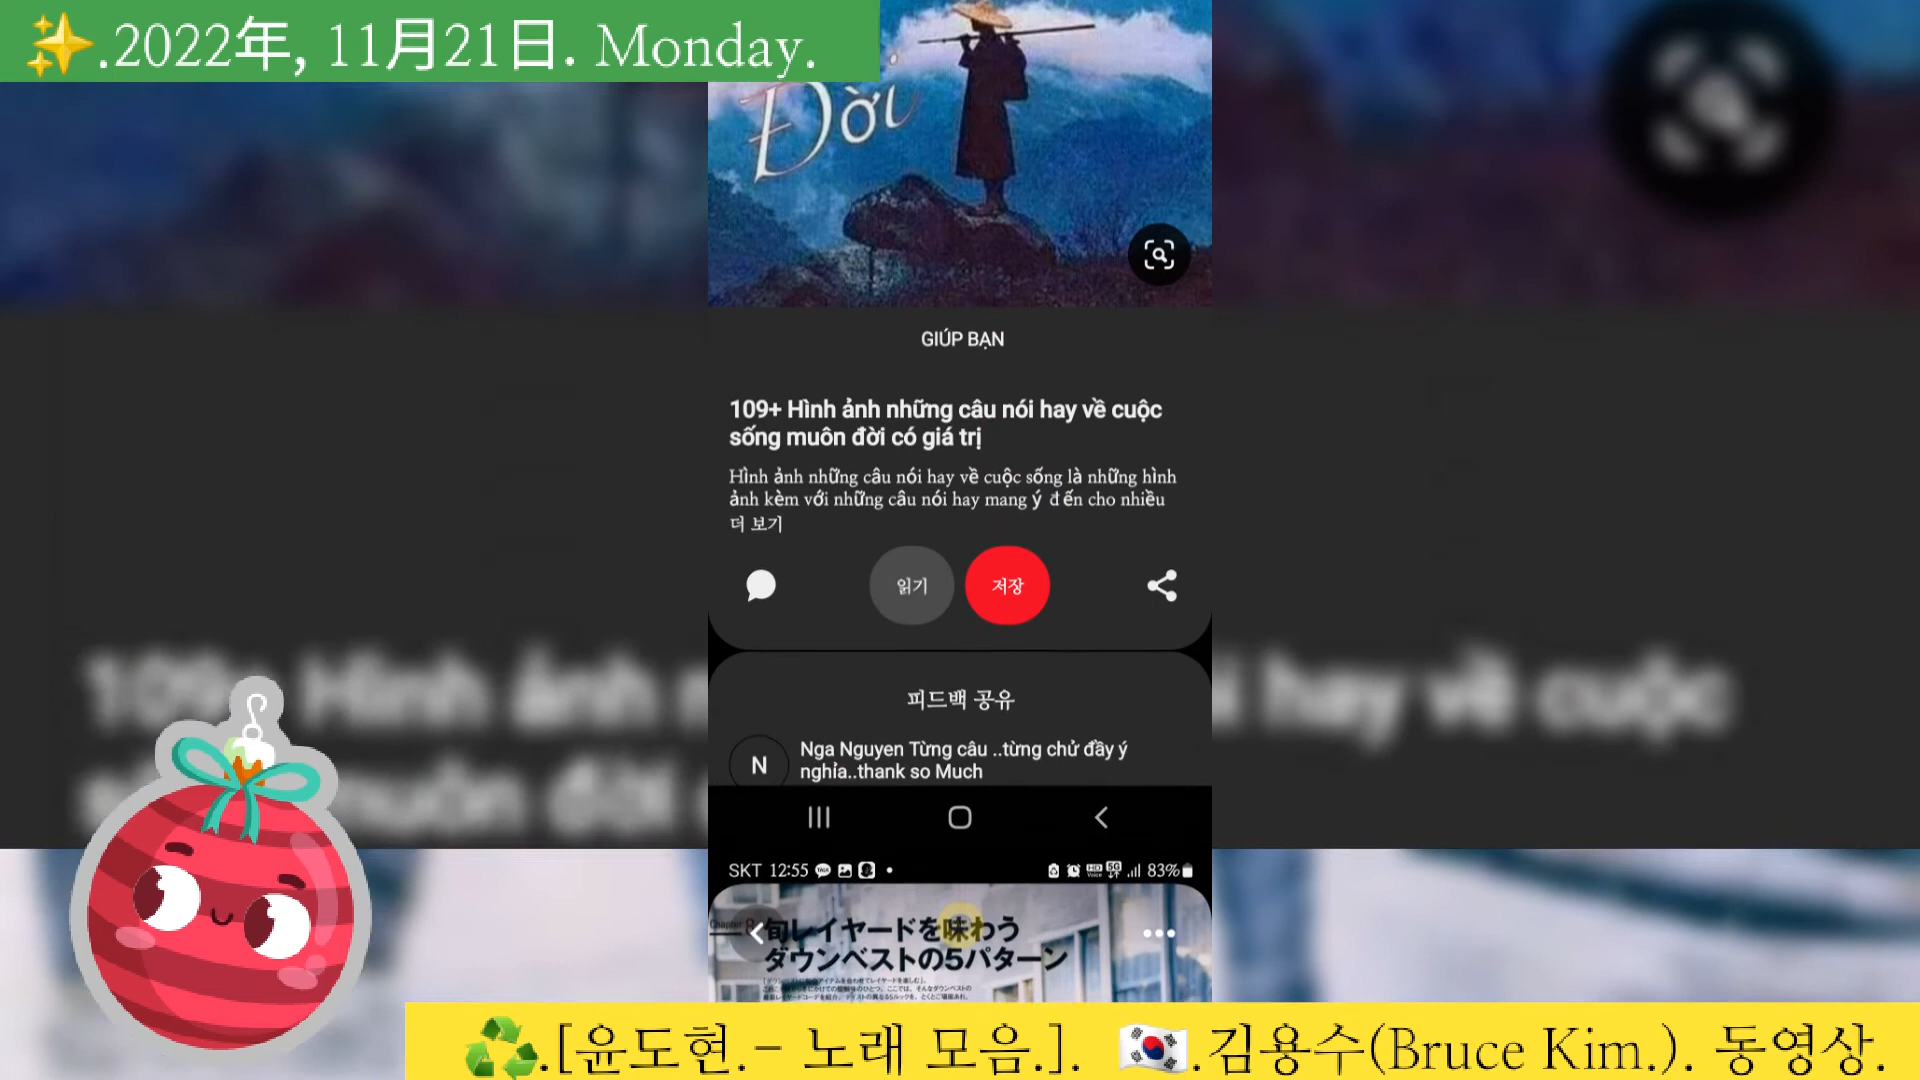 ✨.2022年, 11月21日. Monday.
Đời
GIÚP BẠN
109+ Hình ảnh những câu nói hay về cuộc
sống muôn đời có giá trị
Hình ảnh những câu nói hay về cuộc sống là những hình
ảnh kèm với những câu nói hay mang ý đến cho nhiều
더 보기
읽기
저장
피드백 공유
N
Nga Nguyen Từng câu ..từng chử đầy ý
nghỉa..thank so Much
SKT 12:55
83%
Chapter
旬レイヤードを味わう
ダウンベストの5パターン
♻.[윤도현.- 노래 모음.]. 🇰🇷.김용수(Bruce Kim.). 동영상.